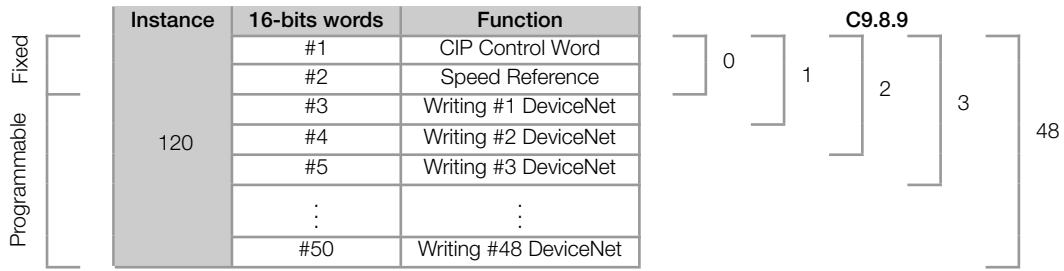 Instance 16-bits words Function C9.8.9
Fixed
#1 CIP Control Word
#2 Speed Reference
0
1
2
3
48
Programmable
120
#3 Writing #1 DeviceNet
#4 Writing #2 DeviceNet
#5 Writing #3 DeviceNet
⋮ ⋮
#50 Writing #48 DeviceNet